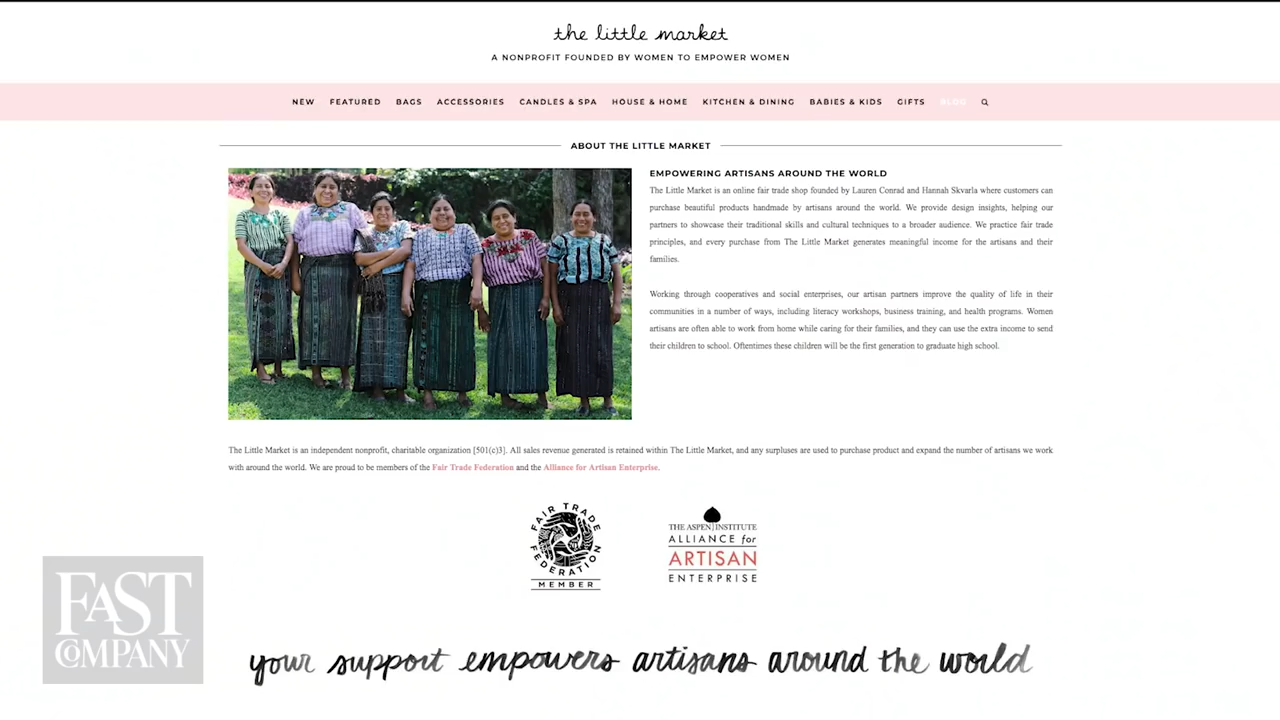 the little market
A NONPROFIT FOUNDED BY WOMEN TO EMPOWER WOMEN
NEW FEATURED BAGS ACCESSORIES CANDLES & SPA HOUSE & HOME KITCHEN & DINING BABIES & KIDS GIFTS BLOG
ABOUT THE LITTLE MARKET
EMPOWERING ARTISANS AROUND THE WORLD
The Little Market is an online fair trade shop founded by Lauren Conrad and Hannah Skvarla where customers can
purchase beautiful products handmade by artisans around the world. We provide design insights, helping our
partners to showcase their traditional skills and cultural techniques to a broader audience. We practice fair trade
principles, and every purchase from The Little Market generates meaningful income for the artisans and their
families.
Working through cooperatives and social enterprises, our artisan partners improve the quality of life in their
communities in a number of ways, including literacy workshops, business training, and health programs. Women
artisans are often able to work from home while caring for their families, and they can use the extra income to send
their children to school. Oftentimes these children will be the first generation to graduate high school.
The Little Market is an independent nonprofit, charitable organization [501(c)3]. All sales revenue generated is retained within The Little Market, and any surpluses are used to purchase product and expand the number of artisans we work
with around the world. We are proud to be members of the Fair Trade Federation and the Alliance for Artisan Enterprise.
FAIR TRADE
FEDERATION
MEMBER
THE ASPEN INSTITUTE
ALLIANCE for
ARTISAN
ENTERPRISE
FAST
COMPANY
your support empowers artisans around the world